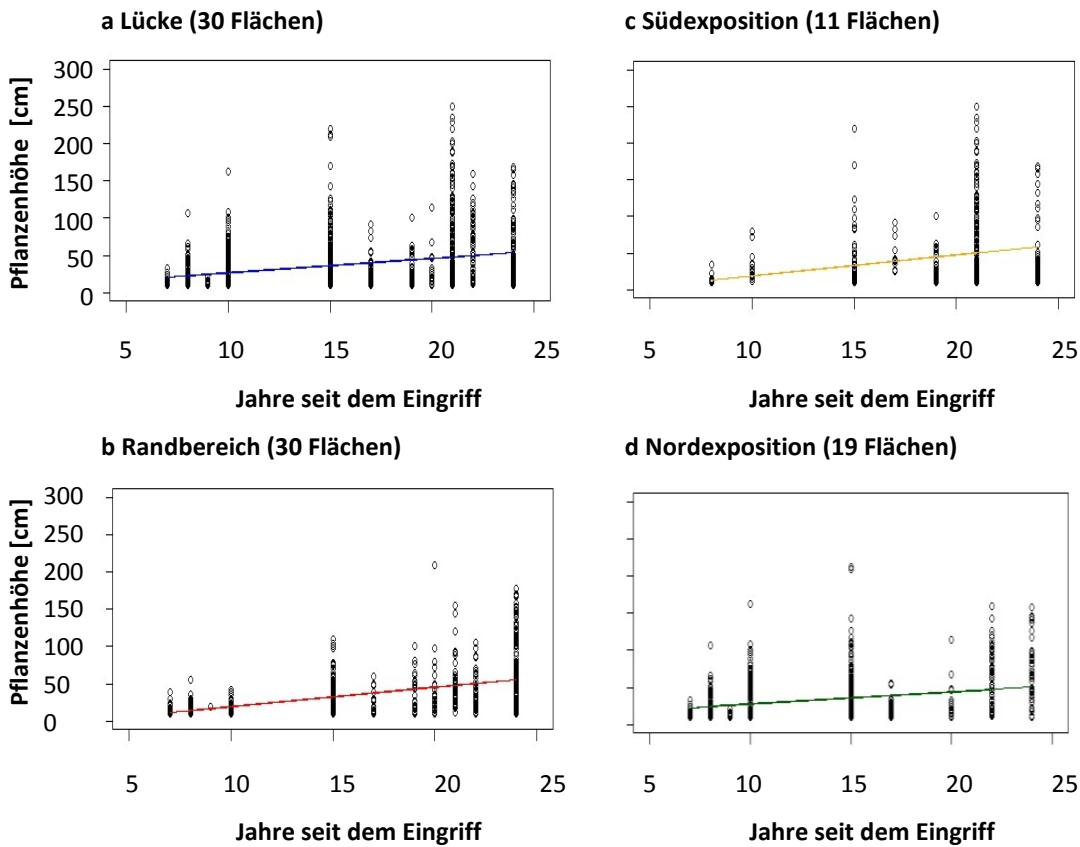 a Lücke (30 Flächen)
Pflanzenhöhe [cm]
300
250
200
150
100
50
0
5 10 15 20 25
Jahre seit dem Eingriff
c Südexposition (11 Flächen)
5 10 15 20 25
Jahre seit dem Eingriff
b Randbereich (30 Flächen)
Pflanzenhöhe [cm]
300
250
200
150
100
50
0
5 10 15 20 25
Jahre seit dem Eingriff
d Nordexposition (19 Flächen)
5 10 15 20 25
Jahre seit dem Eingriff